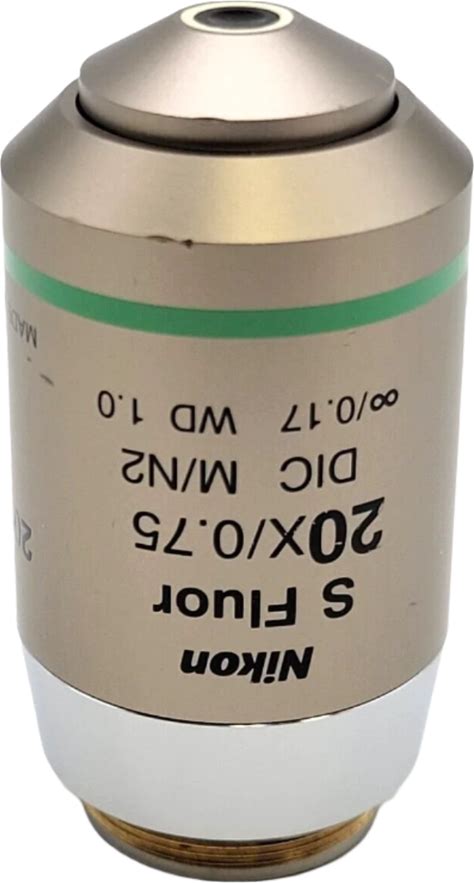 Nikon
S Fluor
20X/0.75
DIC M/N2
∞/0.17 WD 1.0